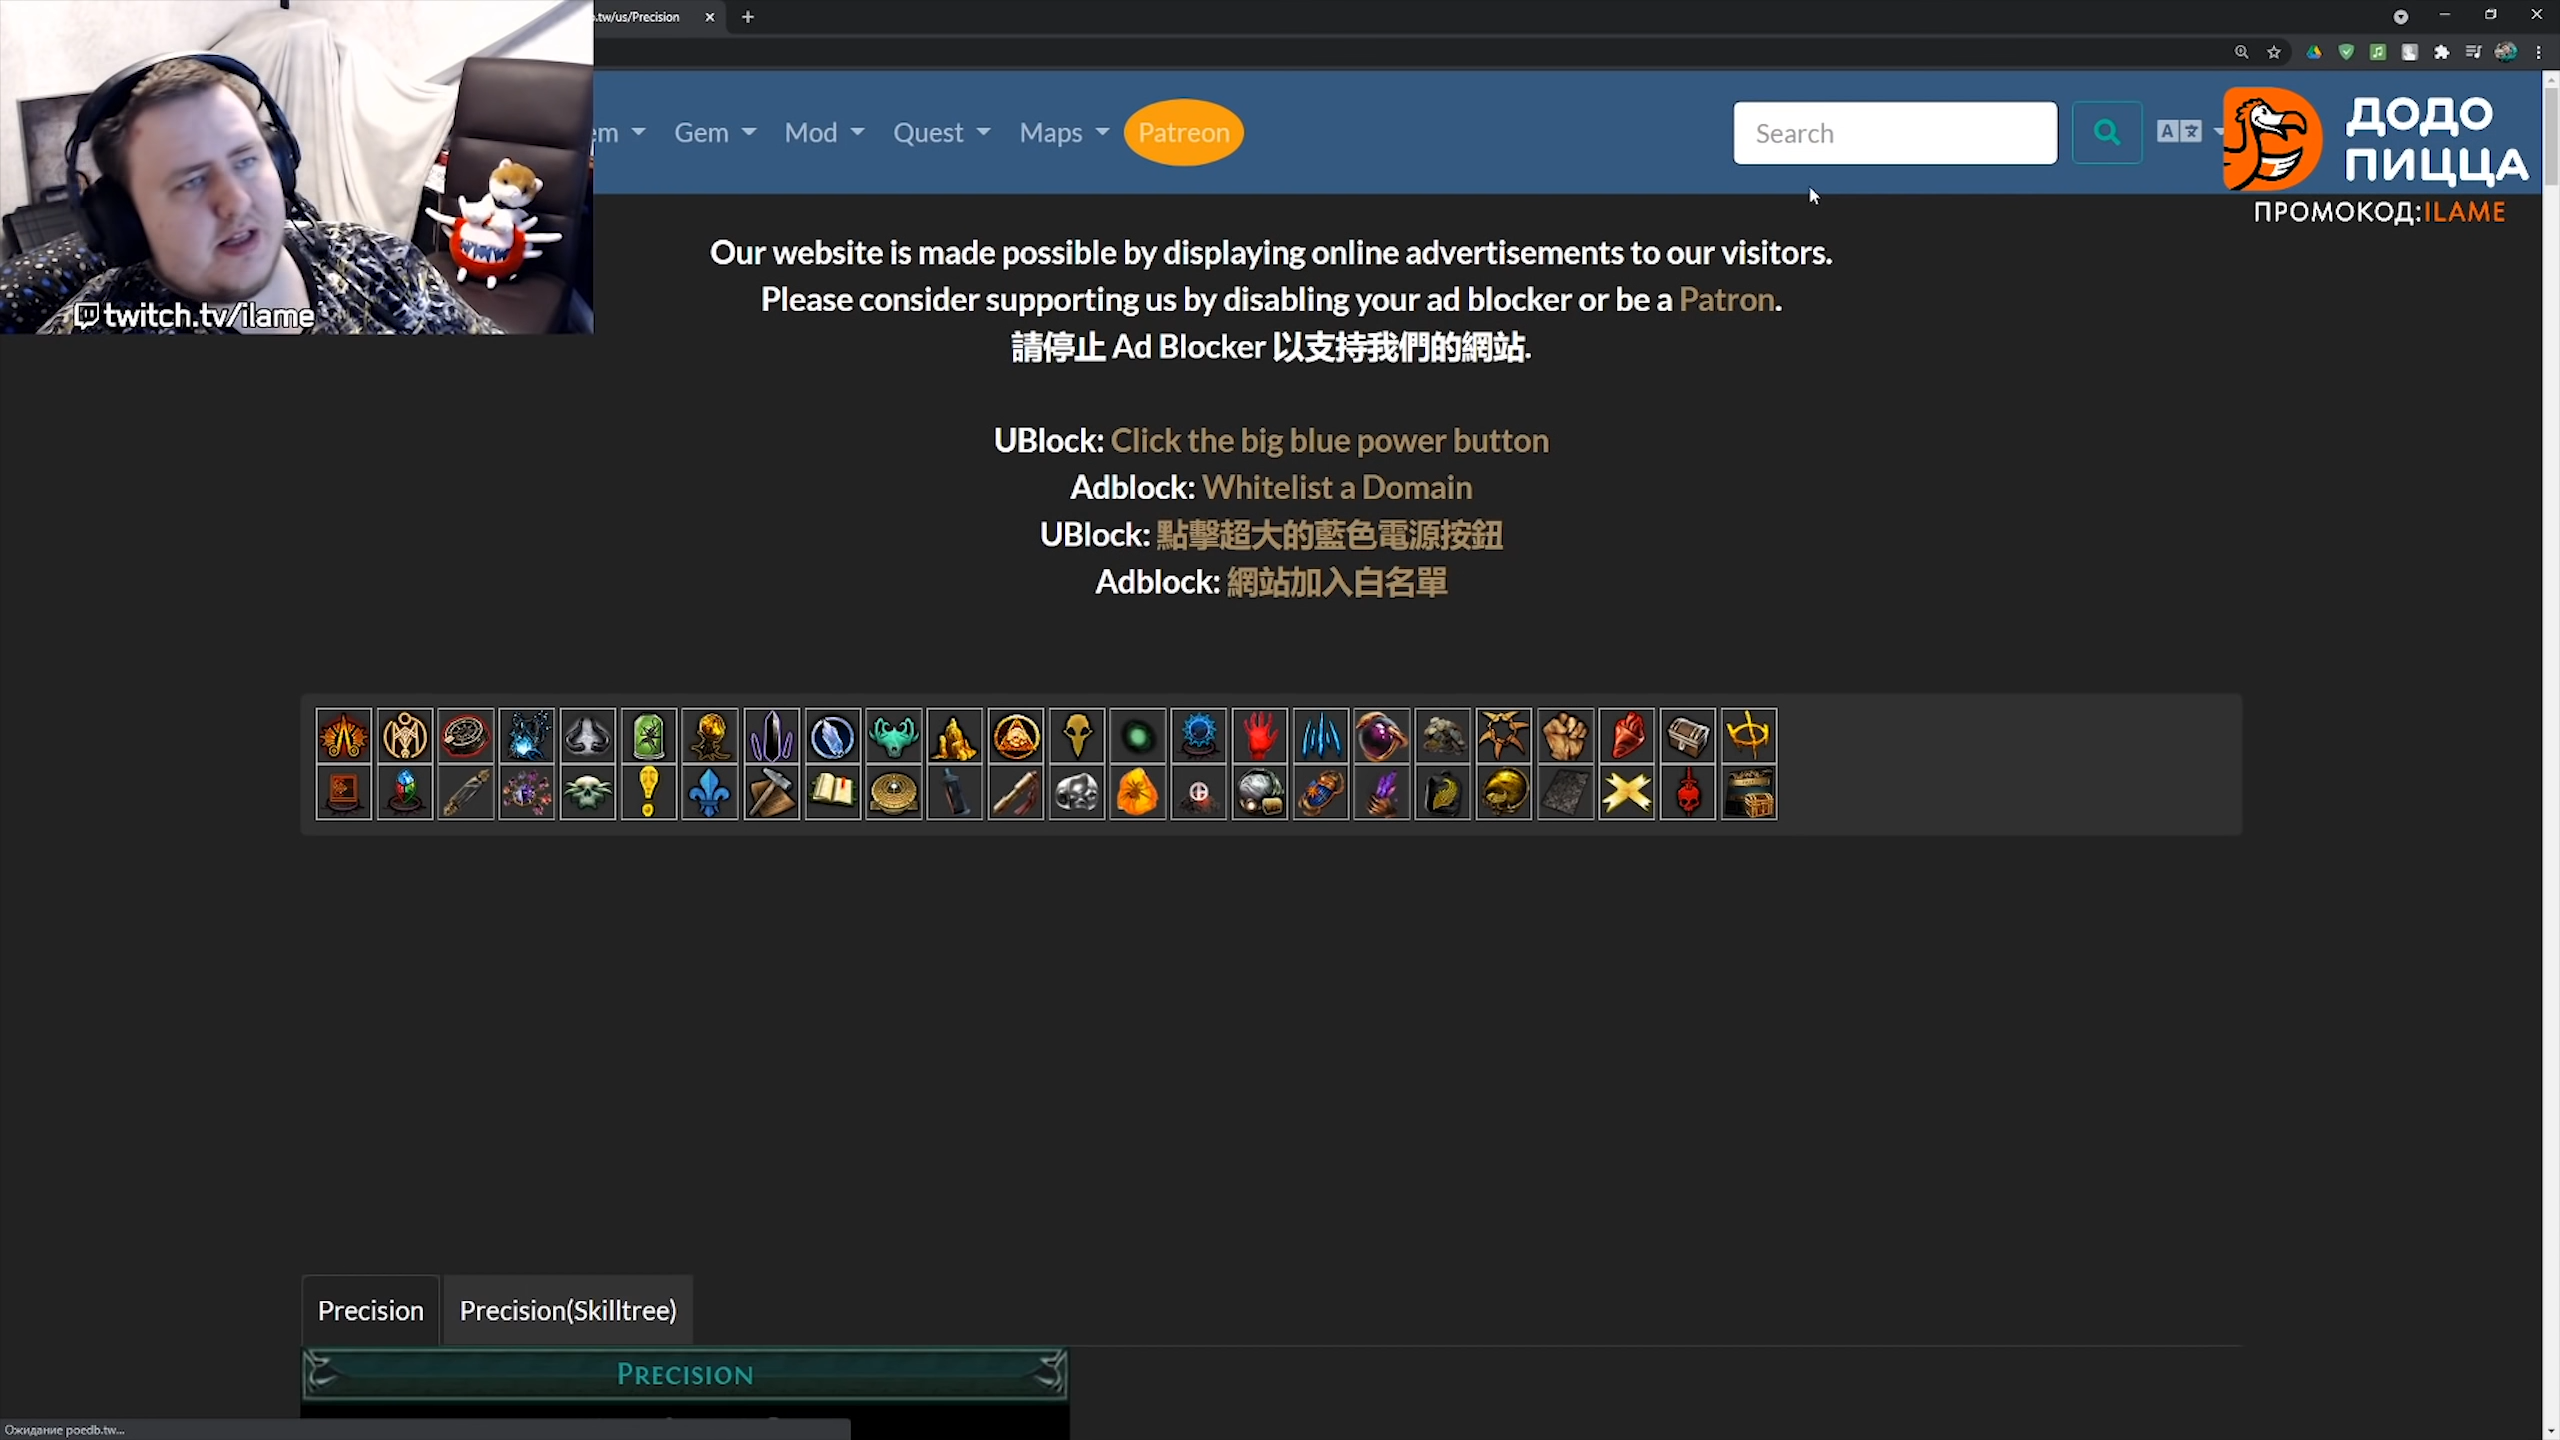 .tw/us/Precision
em
Gem
Mod
Quest
Maps
Patreon
Search
ДОДО
ПИЦЦА
ПРОМОКОД:ILAME
twitch.tv/ilame
Our website is made possible by displaying online advertisements to our visitors.
Please consider supporting us by disabling your ad blocker or be a Patron.
請停止 Ad Blocker 以支持我們的網站.
UBlock: Click the big blue power button
Adblock: Whitelist a Domain
UBlock: 點擊超大的藍色電源按鈕
Adblock: 網站加入白名單
Precision
Precision(Skilltree)
PRECISION
Ожидание poedb.tw...